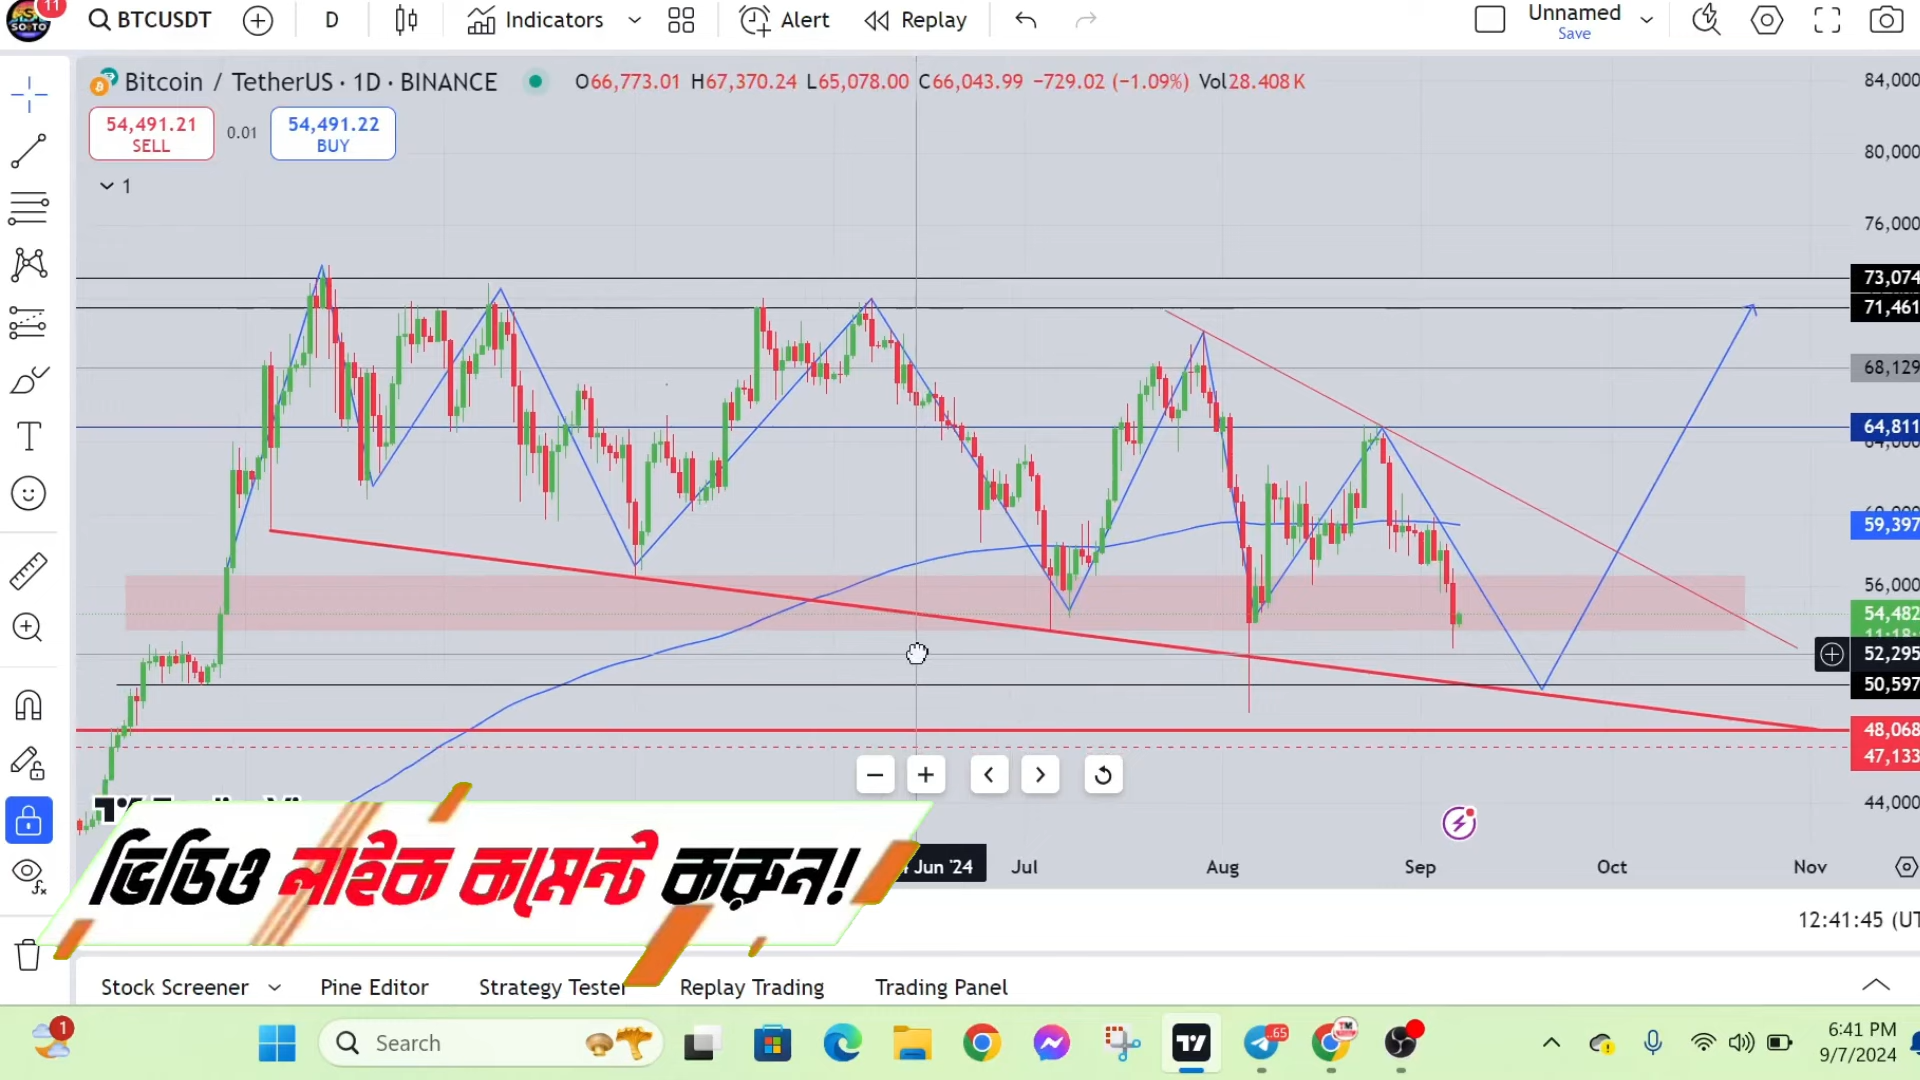 11
BTCUSDT
D
Indicators
Alert
Replay
Unnamed
Save
Bitcoin / TetherUS · 1D · BINANCE
O66,773.01 H67,370.24 L65,078.00 C66,043.99 −729.02 (−1.09%) Vol28.408 K
54,491.21
SELL
0.01
54,491.22
BUY
1
84,000
80,000
76,000
73,074
71,461
68,129
64,811
59,397
56,000
54,482
52,295
50,597
48,068
47,133
44,000
ভিডিও লাইক কমেন্ট করুন!
Jun '24
Jul
Aug
Sep
Oct
Nov
12:41:45 (UT
Stock Screener
Pine Editor
Strategy Tester
Replay Trading
Trading Panel
1
Search
65
TM
6:41 PM
9/7/2024